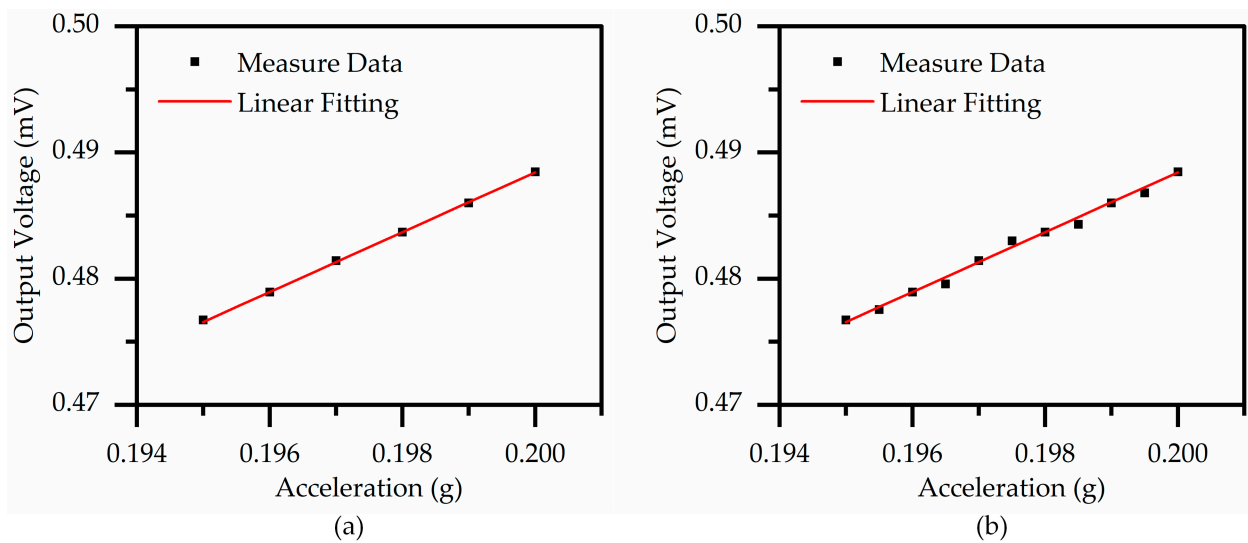 0.50
Measure Data
Linear Fitting
0.49
0.48
0.47
Output Voltage (mV)
0.194
0.196
0.198
0.200
Acceleration (g)
(a)
0.50
Measure Data
Linear Fitting
0.49
0.48
0.47
Output Voltage (mV)
0.194
0.196
0.198
0.200
Acceleration (g)
(b)